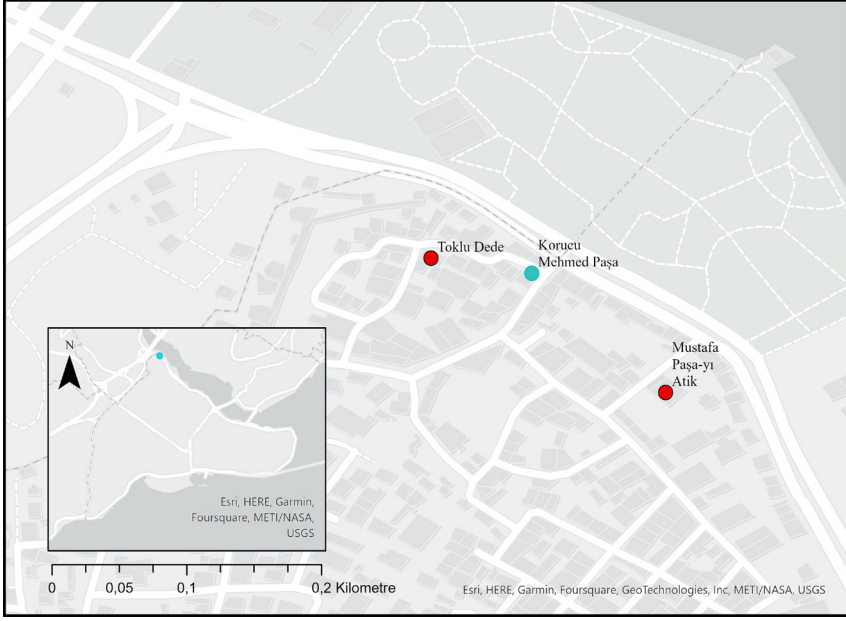 Toklu Dede
Korucu
Mehmed Paşa
Mustafa
Paşa-yı
Atik
N
Esri, HERE, Garmin,
Foursquare, METI/NASA,
USGS
0 0,05 0,1 0,2 Kilometre
Esri, HERE, Garmin, Foursquare, GeoTechnologies, Inc, METI/NASA, USGS